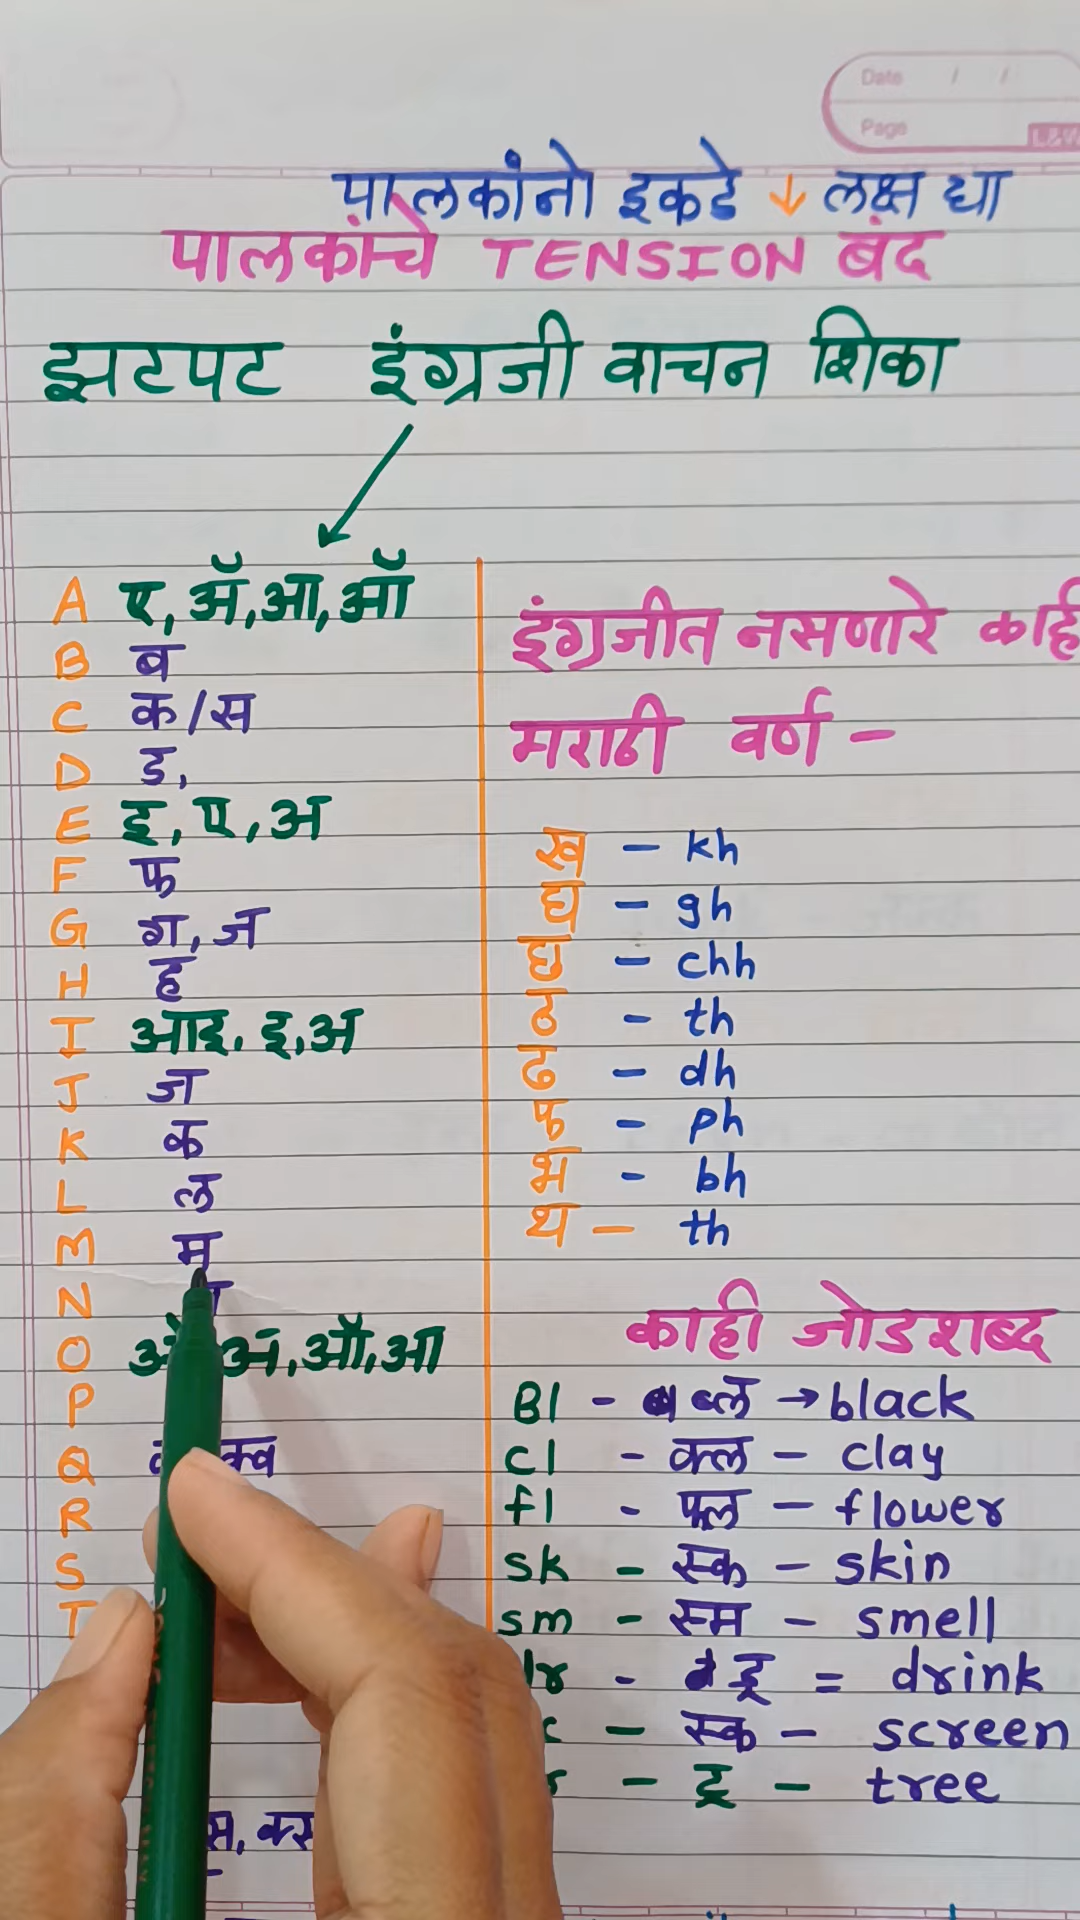 Date / /
Page
पालकांनो इकडे ↓ लक्ष द्या
पालकांचे TENSION बंद
झटपट इंग्रजी वाचन शिका
A ए, अॅ, आ, ऑ
B ब
C क/स
D ड,
E इ, ए, अ
F फ
G ग, ज
H ह
I आइ. इ, अ
J ज
K क
L ल
M म
N
O अं, ऑ, आ
P
Q क्व
R
S
T
स, क्स
इंग्रजीत नसणारे
मराठी वर्ण -
ख - kh
घ - gh
छ - chh
ठ - th
ढ - dh
फ - ph
भ - bh
थ - th
काही जोडशब्द
Bl - ब्ल → black
cl - क्ल - clay
fl - फ्ल - flower
sk - स्क - skin
sm - स्म - smell
- ड्र = drink
- स्क - screen
- ट्र - tree